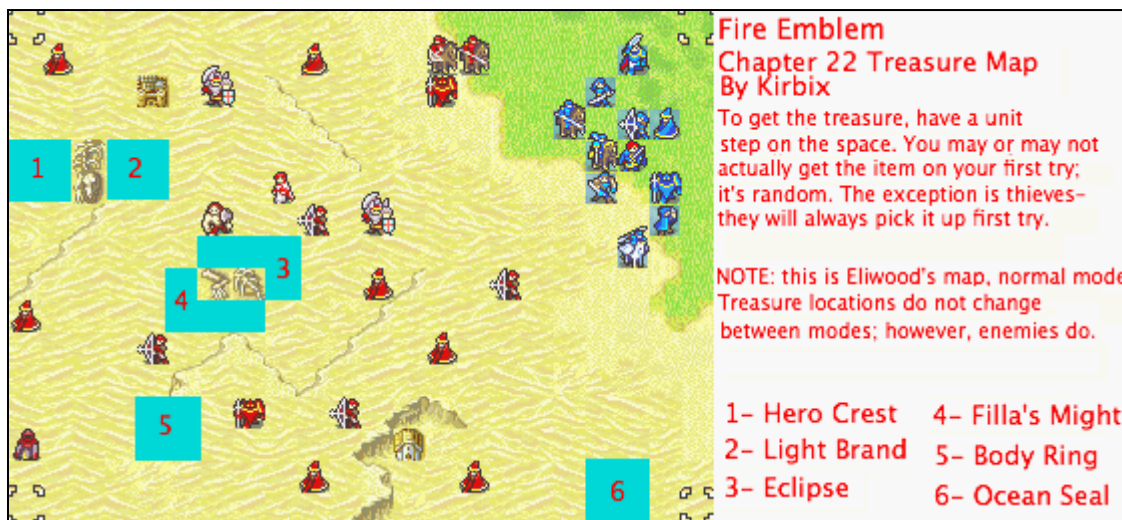 Fire Emblem
Chapter 22 Treasure Map
By Kirbix
To get the treasure, have a unit
step on the space. You may or may not
actually get the item on your first try;
it's random. The exception is thieves–
they will always pick it up first try.
NOTE: this is Eliwood's map, normal mode
Treasure locations do not change
between modes; however, enemies do.
1– Hero Crest
2– Light Brand
3– Eclipse
4– Filla's Might
5– Body Ring
6– Ocean Seal
1
2
3
4
5
6